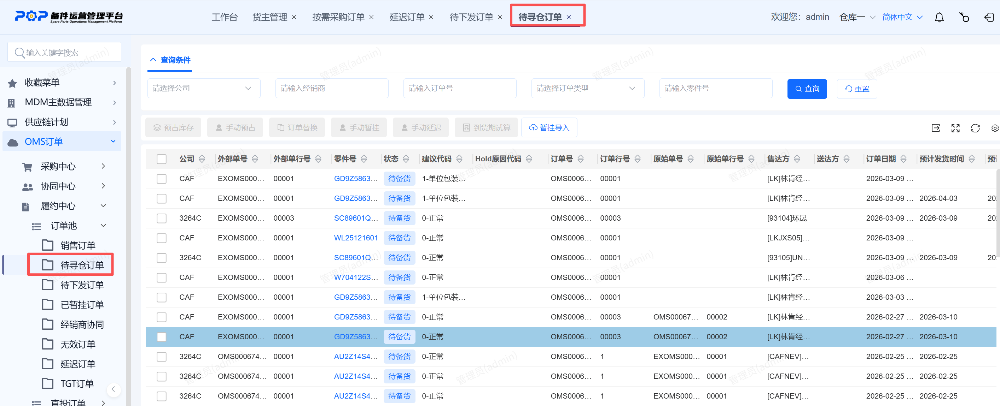 POP 备件运营管理平台
Spare Parts Operations Management Platform
工作台 货主管理 × 按需采购订单 × 延迟订单 × 待下发订单 × 待寻仓订单 ×
欢迎您：admin 仓库一 简体中文
输入关键字搜索
收藏菜单
MDM主数据管理
供应链计划
OMS订单
采购中心
协同中心
履约中心
订单池
销售订单
待寻仓订单
待下发订单
已暂挂订单
经销商协同
无效订单
延迟订单
TGT订单
直投订单
查询条件
请选择公司 请输入经销商 请输入订单号 请选择订单类型 请输入零件号 查询 重置
预占库存 手动预占 订单替换 手动暂挂 手动延迟 到货期试算 暂挂导入
公司 外部单号 外部单行号 零件号 状态 建议代码 Hold原因代码 订单号 订单行号 原始单号 原始单行号 售达方 送达方 订单日期 预计发货时间 预计
CAF EXOMS000... 00001 GD9Z5863... 待备货 1-单位包装... OMS0006... 00001 [LK]林肯经... 2026-03-09 ...
CAF EXOMS000... 00001 GD9Z5863... 待备货 1-单位包装... OMS0006... 00001 [LK]林肯经... 2026-03-09 ... 2026-04-03 20
3264C EXOMS000... 00003 SC89601Q... 待备货 0-正常 OMS0006... 00003 [93104]环晟 2026-03-09 ... 2026-03-09 20
CAF EXOMS000... 00001 WL25121601 待备货 0-正常 OMS0006... 00001 [LKJXS05]... 2026-03-09 ...
3264C EXOMS000... 00001 SC89601Q... 待备货 0-正常 OMS0006... 00001 [93105]UN... 2026-03-09 ... 2026-03-09 20
CAF EXOMS000... 00001 W704122S... 待备货 0-正常 OMS0006... 00001 [LK]林肯经... 2026-03-06 ...
CAF EXOMS000... 00001 GD9Z5863... 待备货 1-单位包装... OMS0006... 00001 [LK]林肯经... 2026-03-03 ...
CAF EXOMS000... 00001 GD9Z5863... 待备货 0-正常 OMS0006... 00003 OMS00067... 00002 [LK]林肯经... 2026-02-27 ... 2026-03-10
CAF EXOMS000... 00001 GD9Z5863... 待备货 0-正常 OMS0006... 00003 OMS00067... 00002 [LK]林肯经... 2026-02-27 ... 2026-03-10
3264C OMS000674... 00001 AU2Z14S4... 待备货 0-正常 OMS0006... 1 EXOMS000... 00001 [CAFNEV]... 2026-02-25 ... 2026-02-25
3264C OMS000674... 00001 AU2Z14S4... 待备货 0-正常 OMS0006... 1 EXOMS000... 00001 [CAFNEV]... 2026-02-25 ... 2026-02-25
3264C OMS000674... 00001 AU2Z14S4... 待备货 0-正常 OMS0006... 1 EXOMS000... 00001 [CAFNEV]... 2026-02-25 ... 2026-02-25
管理员(admin)